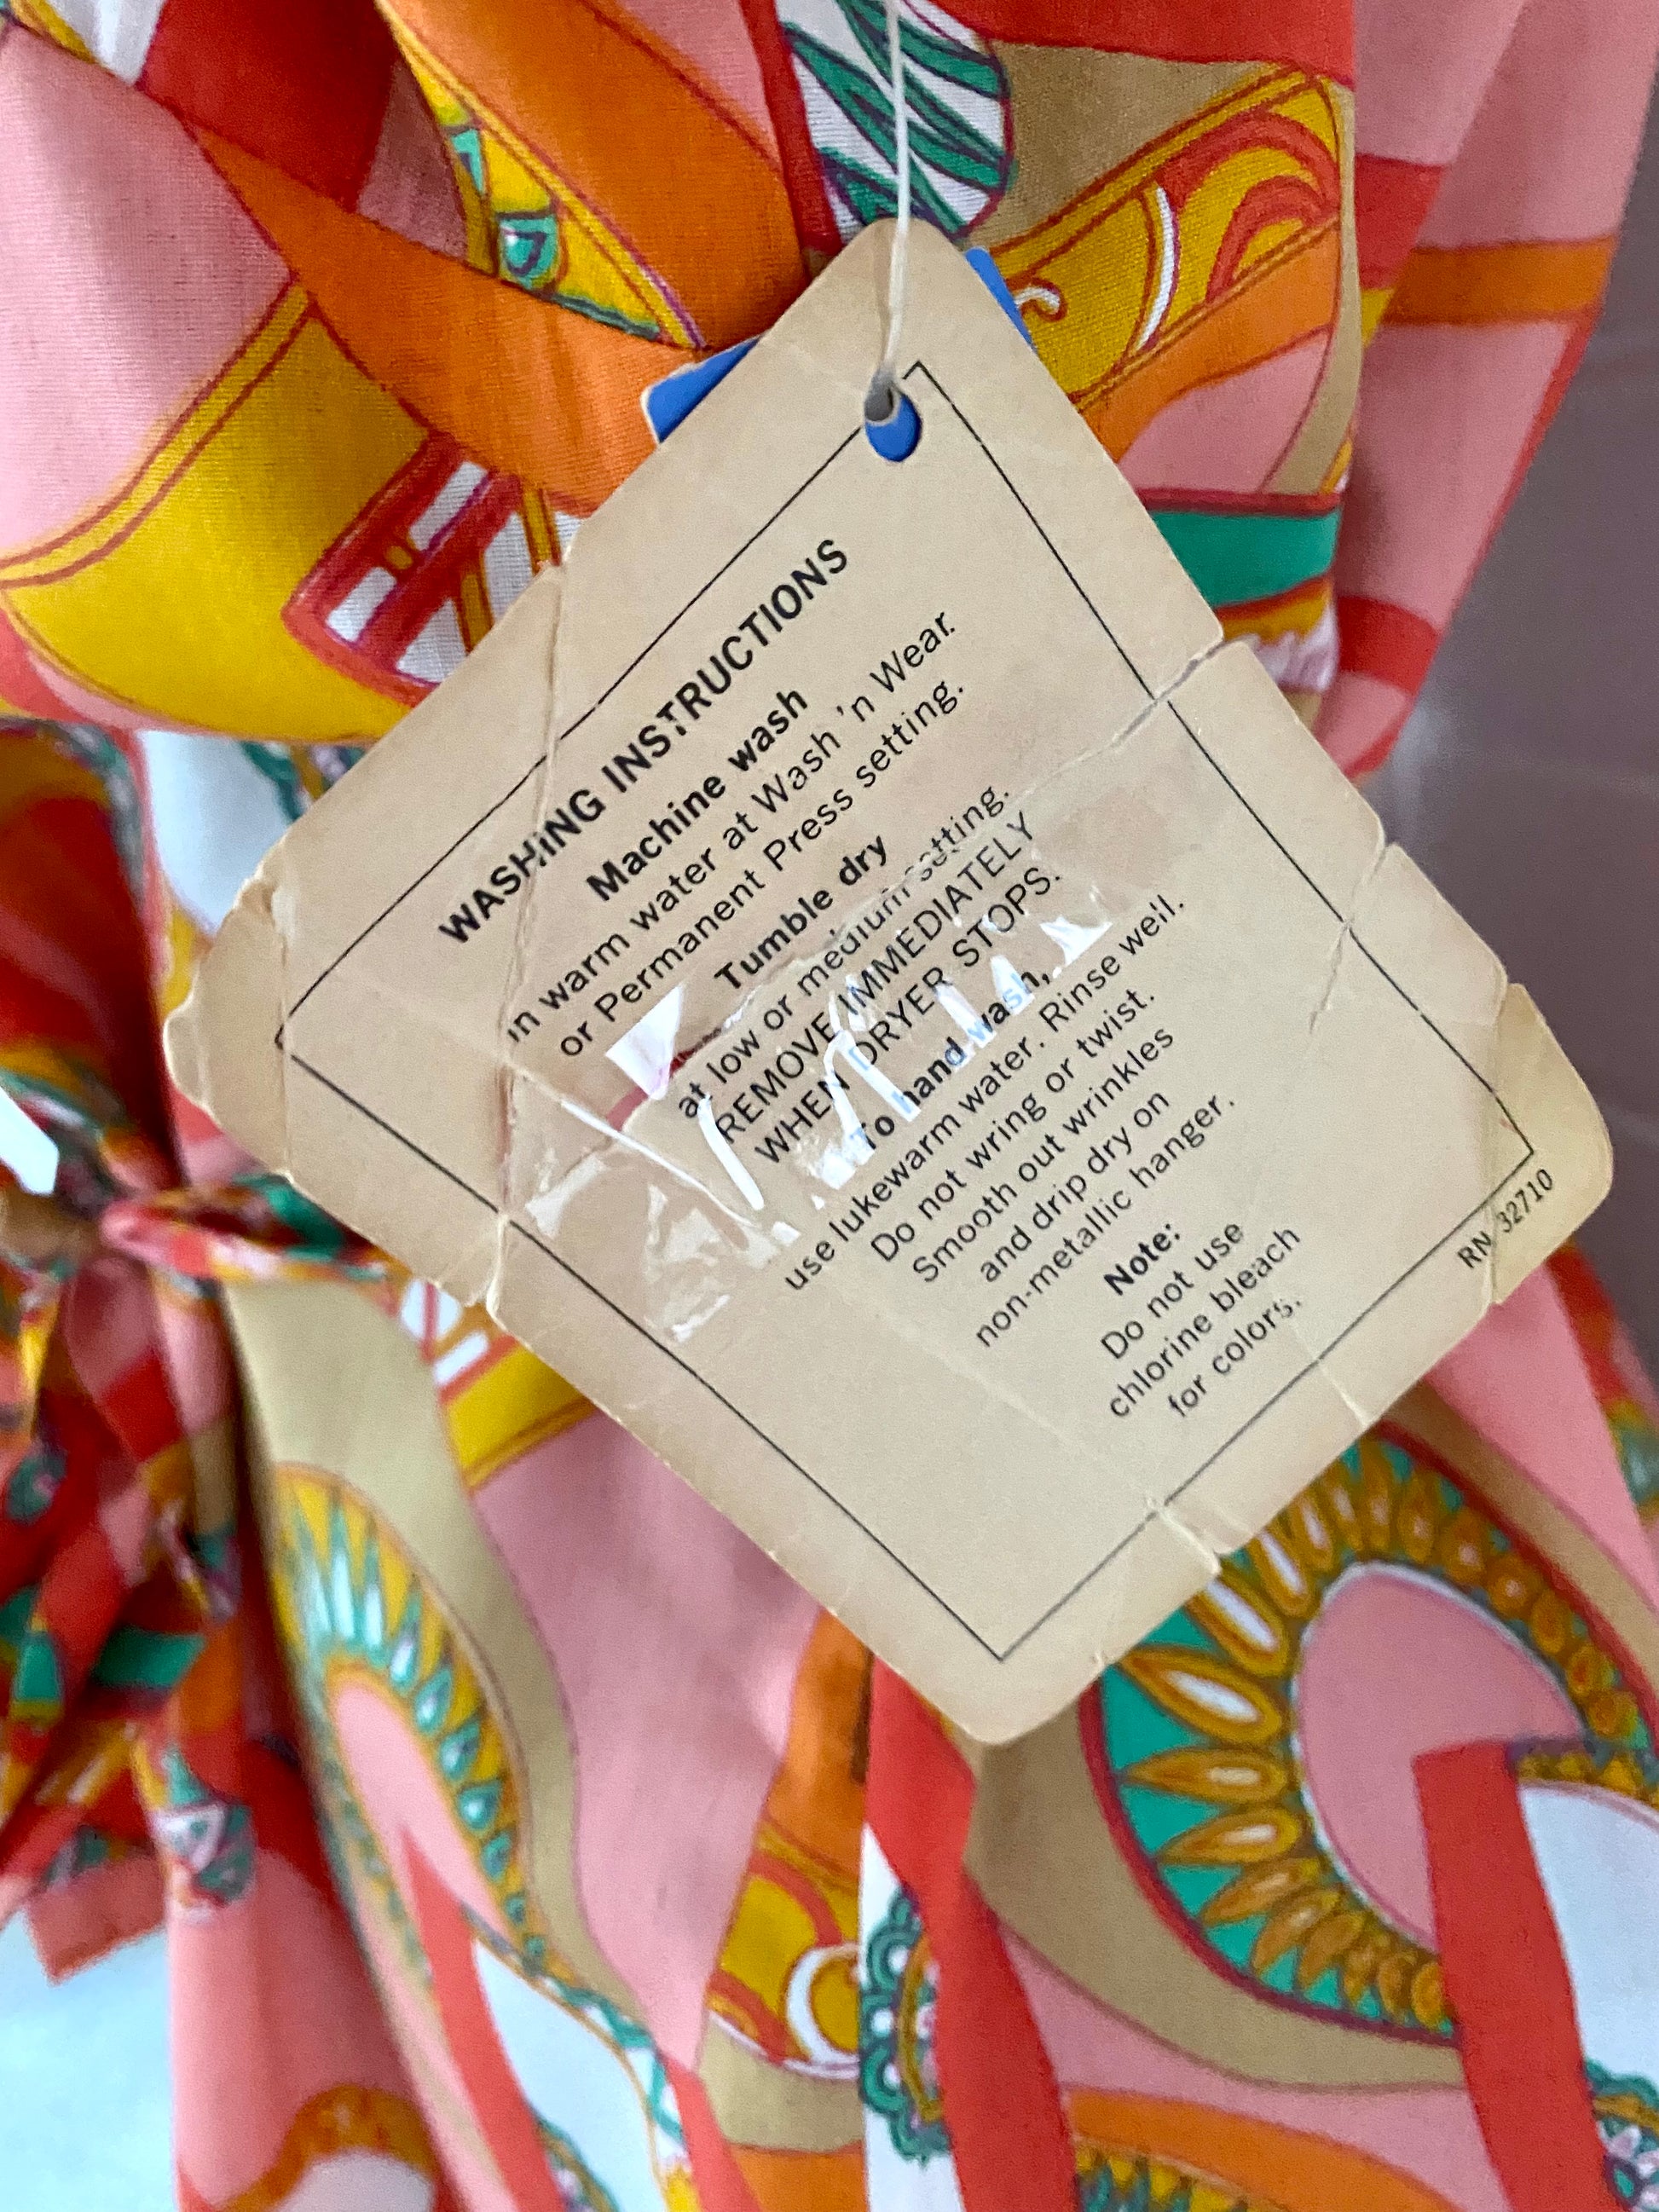 WASHING INSTRUCTIONS
Machine wash
in warm water at Wash 'n Wear.
or Permanent Press setting.
Tumble dry
at low or medium setting.
REMOVE IMMEDIATELY
WHEN DRYER STOPS.
To hand wash,
use lukewarm water. Rinse well.
Do not wring or twist.
Smooth out wrinkles
and drip dry on
non-metallic hanger.
Note:
Do not use
chlorine bleach
for colors.
RN 32710